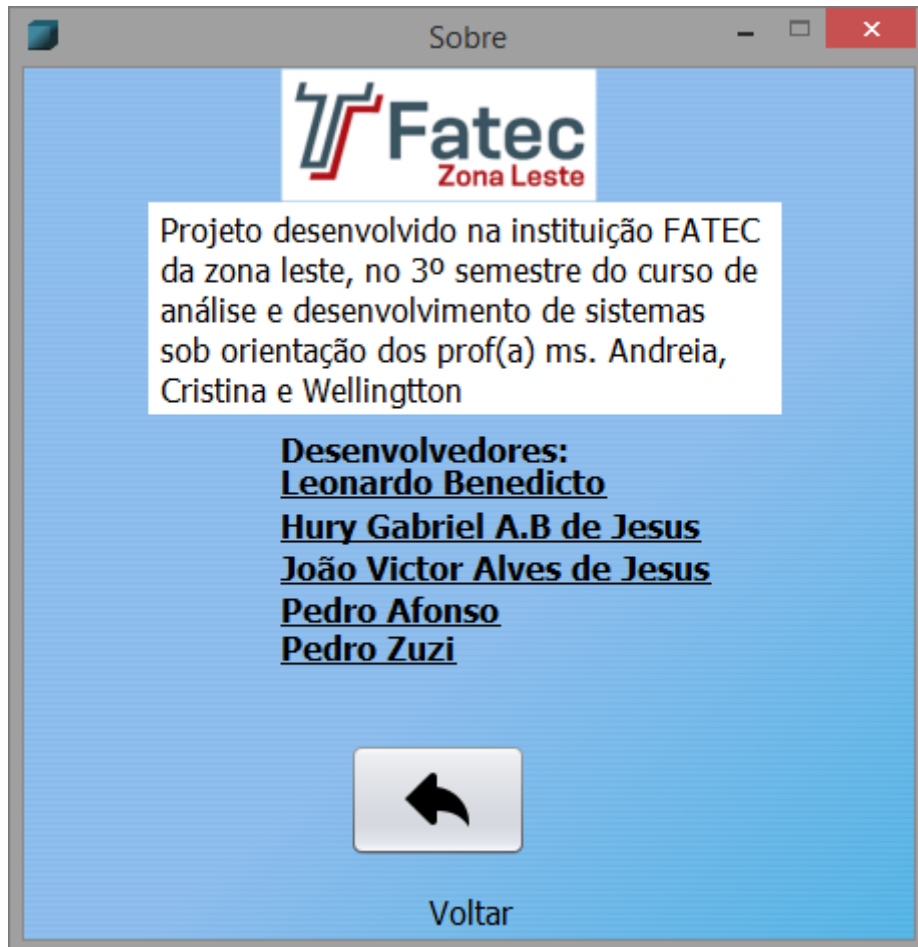 Sobre
Fatec
Zona Leste
Projeto desenvolvido na instituição FATEC
da zona leste, no 3º semestre do curso de
análise e desenvolvimento de sistemas
sob orientação dos prof(a) ms. Andreia,
Cristina e Wellingtton
Desenvolvedores:
Leonardo Benedicto
Hury Gabriel A.B de Jesus
João Victor Alves de Jesus
Pedro Afonso
Pedro Zuzi
Voltar